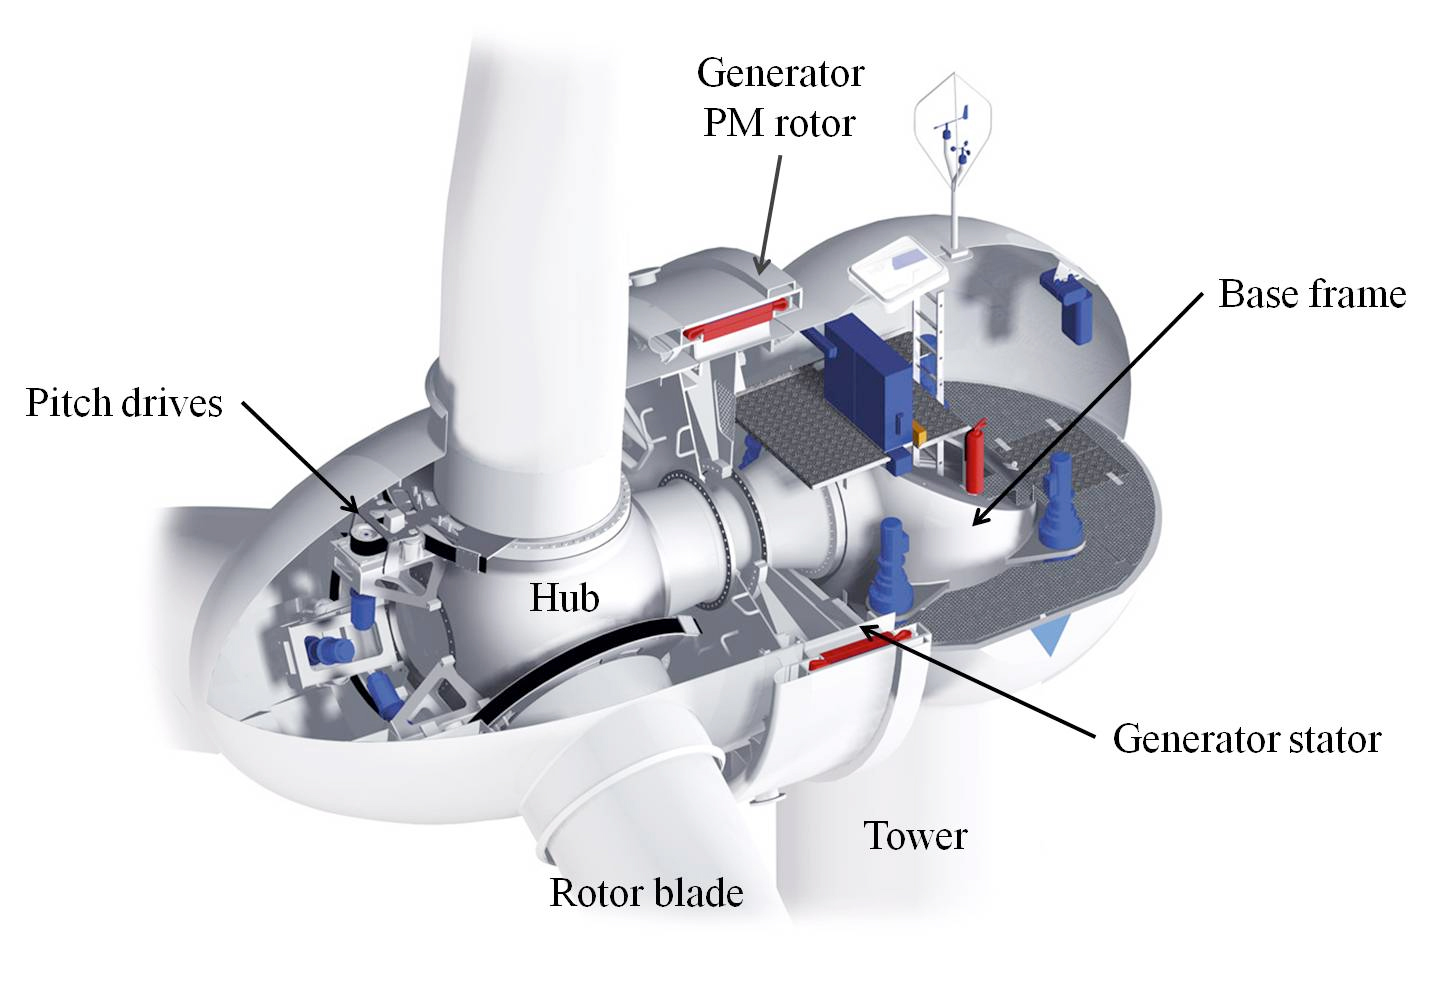 Generator
PM rotor
Base frame
Pitch drives
Hub
Generator stator
Tower
Rotor blade